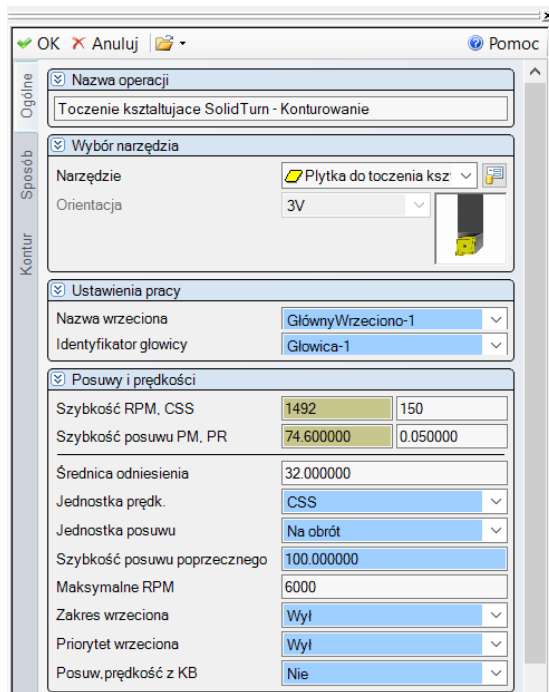 OK Anuluj Pomoc
Ogólne
Sposób
Kontur
Nazwa operacji
Toczenie ksztaltujace SolidTurn - Konturowanie
Wybór narzędzia
Narzędzie Plytka do toczenia ksz
Orientacja 3V
Ustawienia pracy
Nazwa wrzeciona GłównyWrzeciono-1
Identyfikator głowicy Głowica-1
Posuwy i prędkości
Szybkość RPM, CSS 1492 150
Szybkość posuwu PM, PR 74.600000 0.050000
Średnica odniesienia 32.000000
Jednostka prędk. CSS
Jednostka posuwu Na obrót
Szybkość posuwu poprzecznego 100.000000
Maksymalne RPM 6000
Zakres wrzeciona Wył
Priorytet wrzeciona Wył
Posuw,prędkość z KB Nie